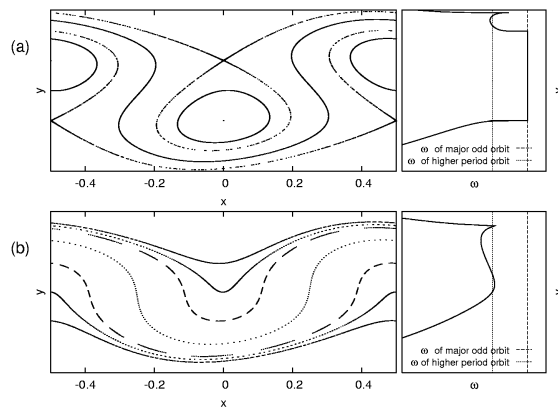 (a)
y
-0.4
-0.2
0
0.2
0.4
x
ω of major odd orbit
ω of higher period orbit
ω
y
(b)
y
-0.4
-0.2
0
0.2
0.4
x
ω of major odd orbit
ω of higher period orbit
ω
y